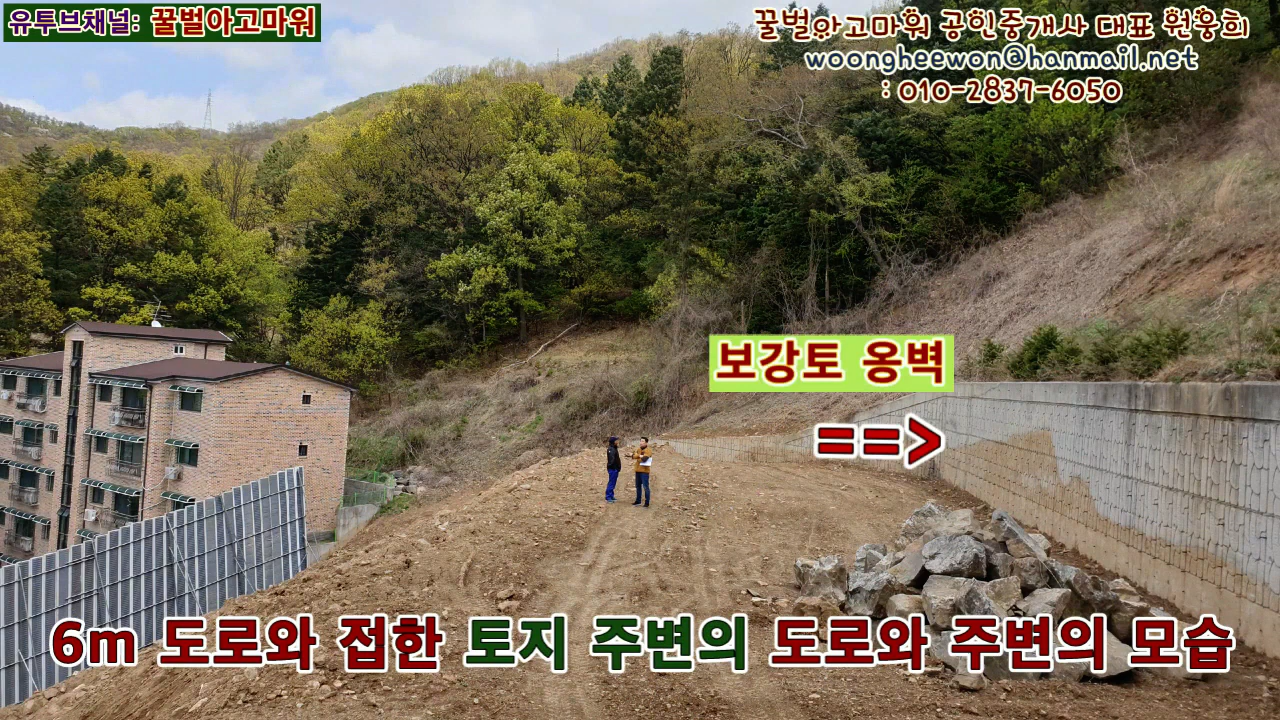 유투브채널: 꿀벌아고마워
꿀벌아고마워 공인중개사 대표 원웅희
woongheewon@hanmail.net
: 010-2837-6050
보강토 옹벽
==>
6m 도로와 접한 토지 주변의 도로와 주변의 모습